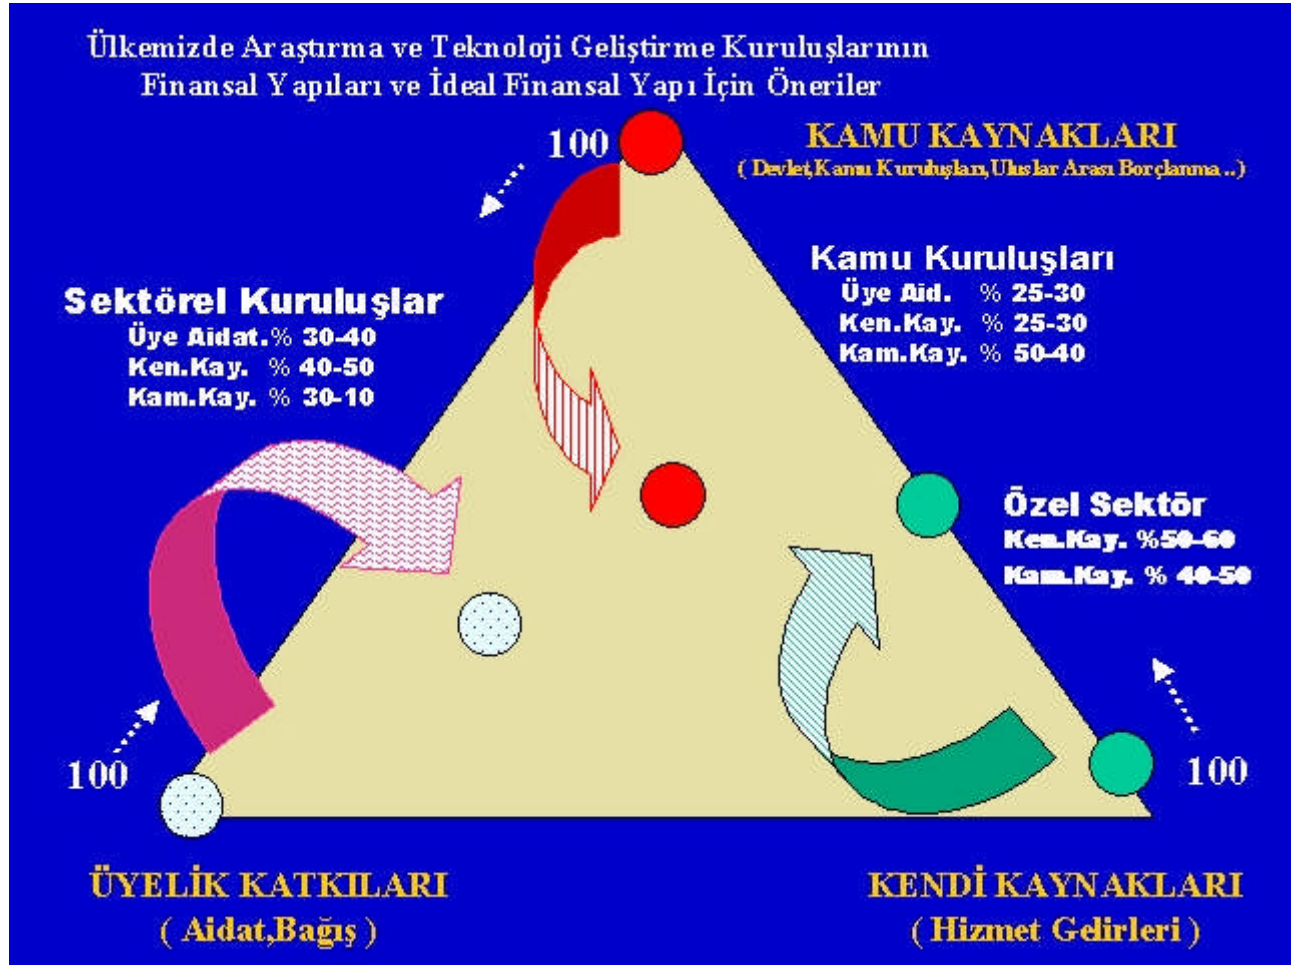 Ülkemizde Araştırma ve Teknoloji Geliştirme Kuruluşlarının
Finansal Yapıları ve İdeal Finansal Yapı İçin Öneriler
100
KAMU KAYNAKLARI
( Devlet,Kamu Kuruluşları,Uluslar Arası Borçlanma ..)
Kamu Kuruluşları
Üye Aid. % 25-30
Ken.Kay. % 25-30
Kam.Kay. % 50-40
Sektörel Kuruluşlar
Üye Aidat.% 30-40
Ken.Kay. % 40-50
Kam.Kay. % 30-10
Özel Sektör
Ken.Kay. %50-60
Kam.Kay. % 40-50
100
100
ÜYELİK KATKILARI
( Aidat,Bağış )
KENDİ KAYNAKLARI
( Hizmet Gelirleri )